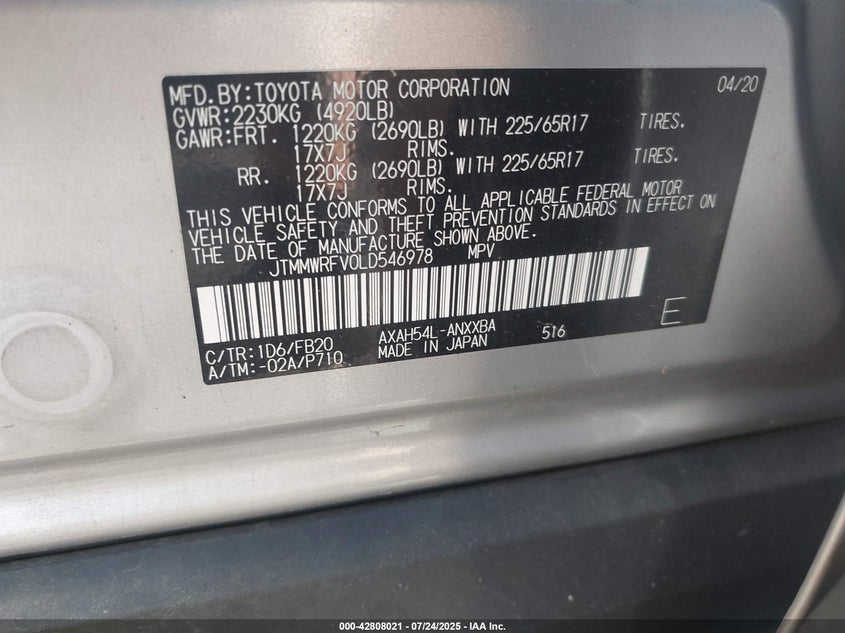 MFD.BY:TOYOTA MOTOR CORPORATION 04/20
GVWR:2230KG (4920LB)
GAWR:FRT. 1220KG (2690LB) WITH 225/65R17 TIRES.
17X7J RIMS.
RR. 1220KG (2690LB) WITH 225/65R17 TIRES.
17X7J RIMS.
THIS VEHICLE CONFORMS TO ALL APPLICABLE FEDERAL MOTOR
VEHICLE SAFETY AND THEFT PREVENTION STANDARDS IN EFFECT ON
THE DATE OF MANUFACTURE SHOWN ABOVE.
JTMMWRFV0LD546978 MPV
C/TR:1D6/FB20 AXAH54L-ANXXBA 516 E
A/TM:-02A/P710 MADE IN JAPAN
000-42808021 | 07/24/2025 - IAA Inc.